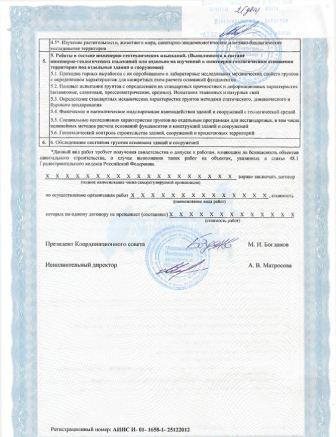 4.5*. Изучение растительности, животного мира, санитарно-эпидемиологические и медико-биологические
исследования территории
5. Работы в составе инженерно-геотехнических изысканий. (Выполняются в составе
инженерно-геологических изысканий или отдельно на изученной в инженерно-геологическом отношении
территории под отдельные здания и сооружения)
5.1. Проходка горных выработок с их опробованием и лабораторные исследования механических свойств грунтов
с определением характеристик для конкретных схем расчета оснований фундаментов
5.2. Полевые испытания грунтов с определением их стандартных прочностных и деформационных характеристик
(штамповые, сдвиговые, прессиометрические, срезные). Испытания эталонных и натурных свай
5.3. Определение стандартных механических характеристик грунтов методами статического, динамического и
бурового зондирования
5.4. Физическое и математическое моделирование взаимодействия зданий и сооружений с геологической средой
5.5. Специальные исследования характеристик грунтов по отдельным программам для нестандартных, в том числе
нелинейных методов расчета оснований фундаментов и конструкций зданий и сооружений
5.6. Геотехнический контроль строительства зданий, сооружений и прилегающих территорий
6. 6. Обследование состояния грунтов основания зданий и сооружений
*Данный вид работ требует получения свидетельства о допуске к работам, влияющим на безопасность объектов
капитального строительства, в случае выполнения таких работ на объектах, указанных в статье 48.1
Градостроительного кодекса Российской Федерации.
Х Х Х Х Х Х Х Х Х Х Х Х Х Х вправе заключать договор
(полное наименование члена саморегулируемой организации)
по осуществлению организации работ Х Х Х Х Х Х Х Х Х Х Х Х, стоимость
(наименование вида работ)
которых по одному договору не превышает (составляет) Х Х Х Х Х Х Х Х Х Х
(стоимость работ)
Президент Координационного совета М. И. Богданов
Исполнительный директор А. В. Матросова
Регистрационный номер: АИИС И- 01- 1658-1- 25122012